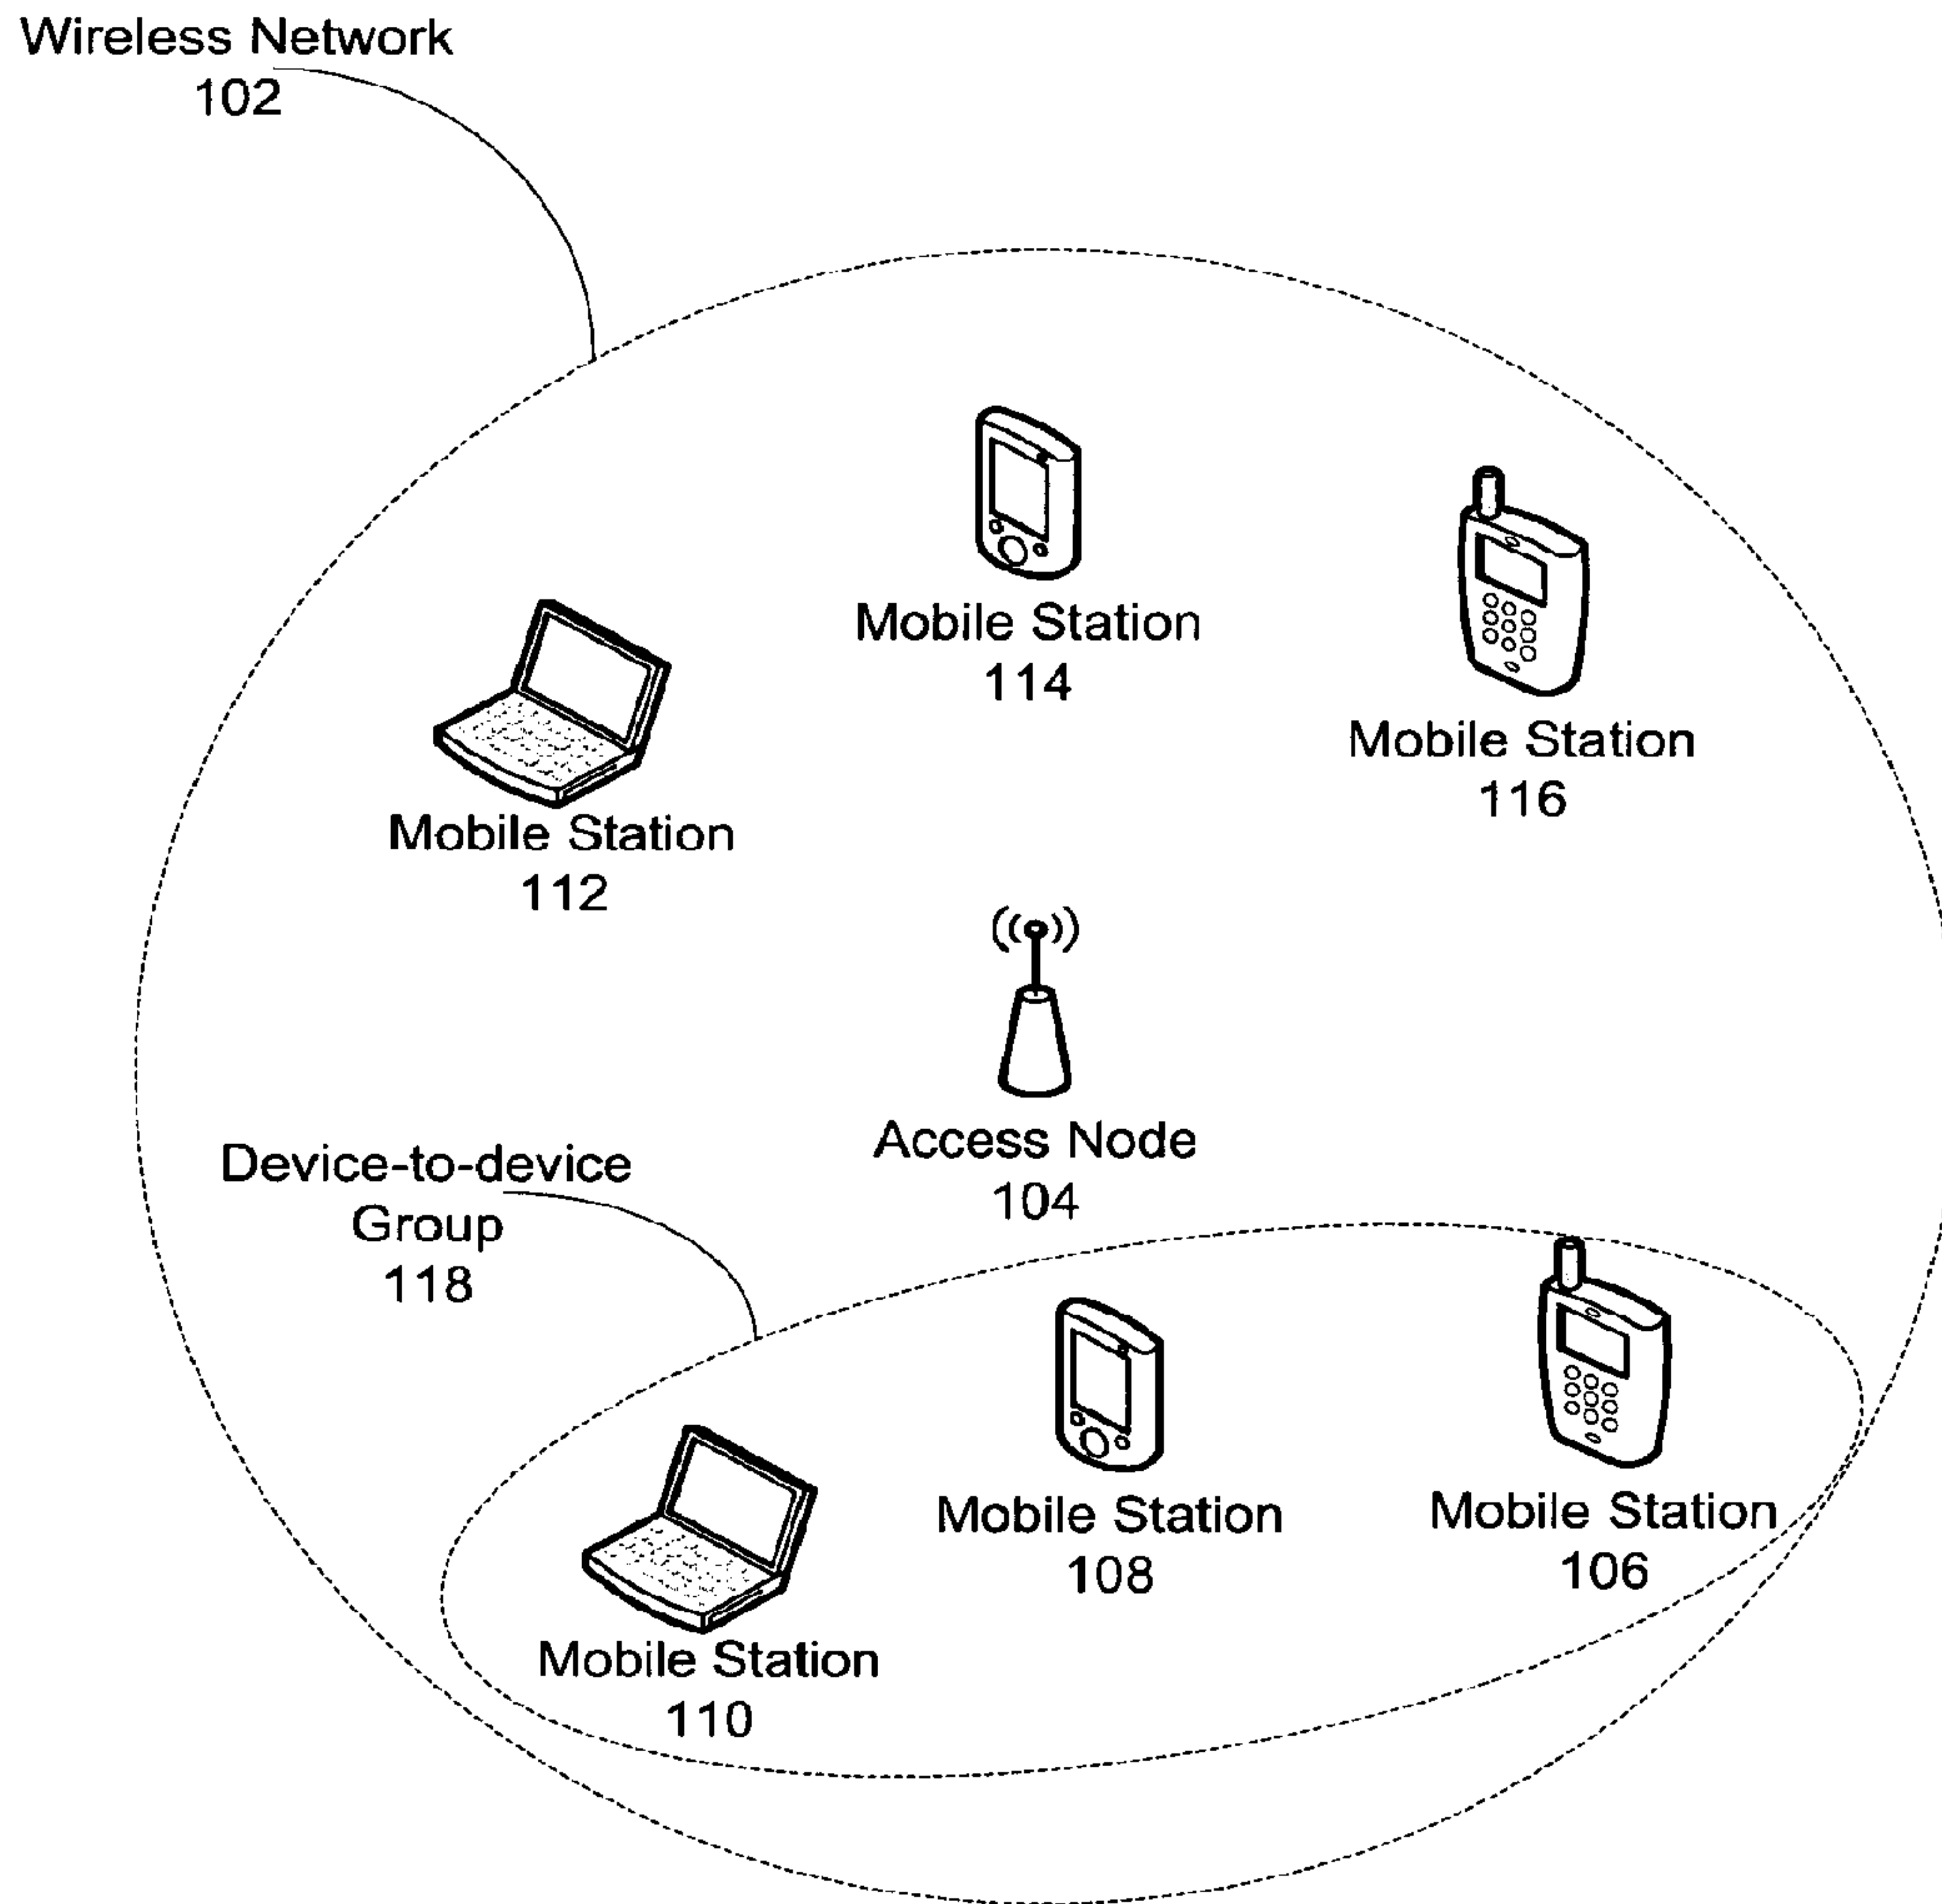 Wireless Network
102
Mobile Station
114
Mobile Station
116
Mobile Station
112
Access Node
104
Device-to-device
Group
118
Mobile Station
108
Mobile Station
106
Mobile Station
110